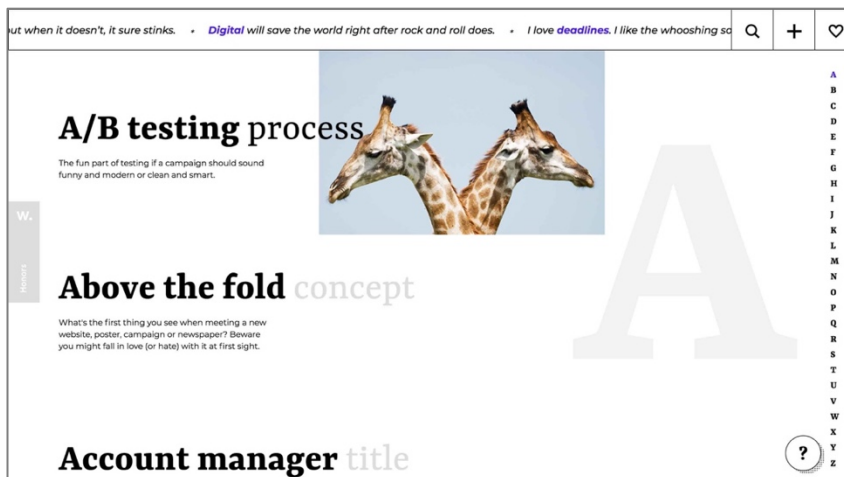 ut when it doesn't, it sure stinks. • Digital will save the world right after rock and roll does. • I love deadlines. I like the whooshing so
A/B testing process
The fun part of testing if a campaign should sound
funny and modern or clean and smart.
W.
Honors
Above the fold concept
What's the first thing you see when meeting a new
website, poster, campaign or newspaper? Beware
you might fall in love (or hate) with it at first sight.
Account manager title
A
A
B
C
D
E
F
G
H
I
J
K
L
M
N
O
P
Q
R
S
T
U
V
W
X
Y
Z
?